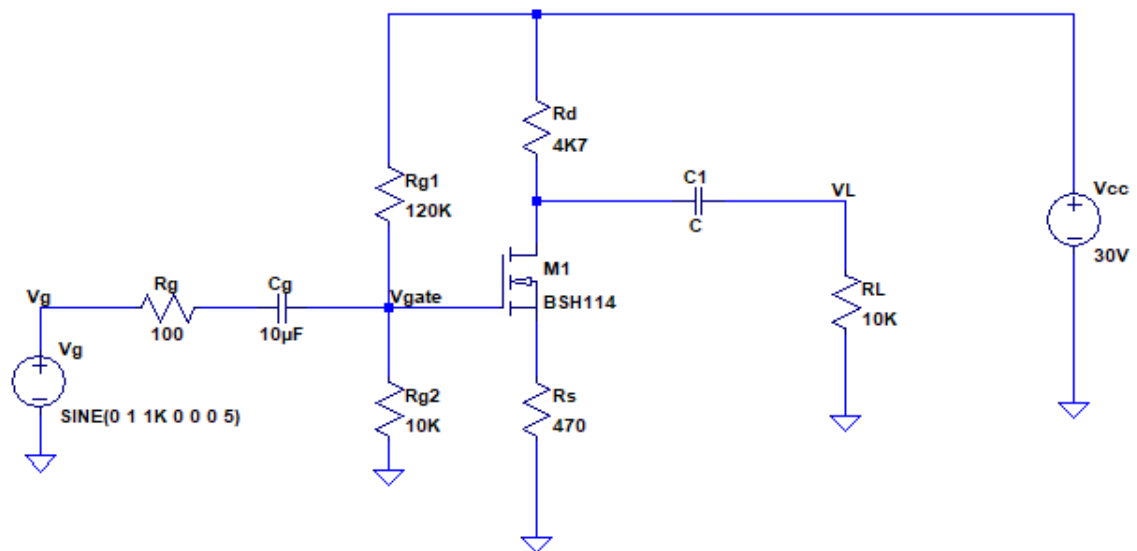 Rd
4K7
Rg1
120K
C1
C
VL
Vcc
30V
M1
BSH114
Vg
Rg
100
Cg
10µF
Vgate
RL
10K
Vg
SINE(0 1 1K 0 0 0 5)
Rg2
10K
Rs
470